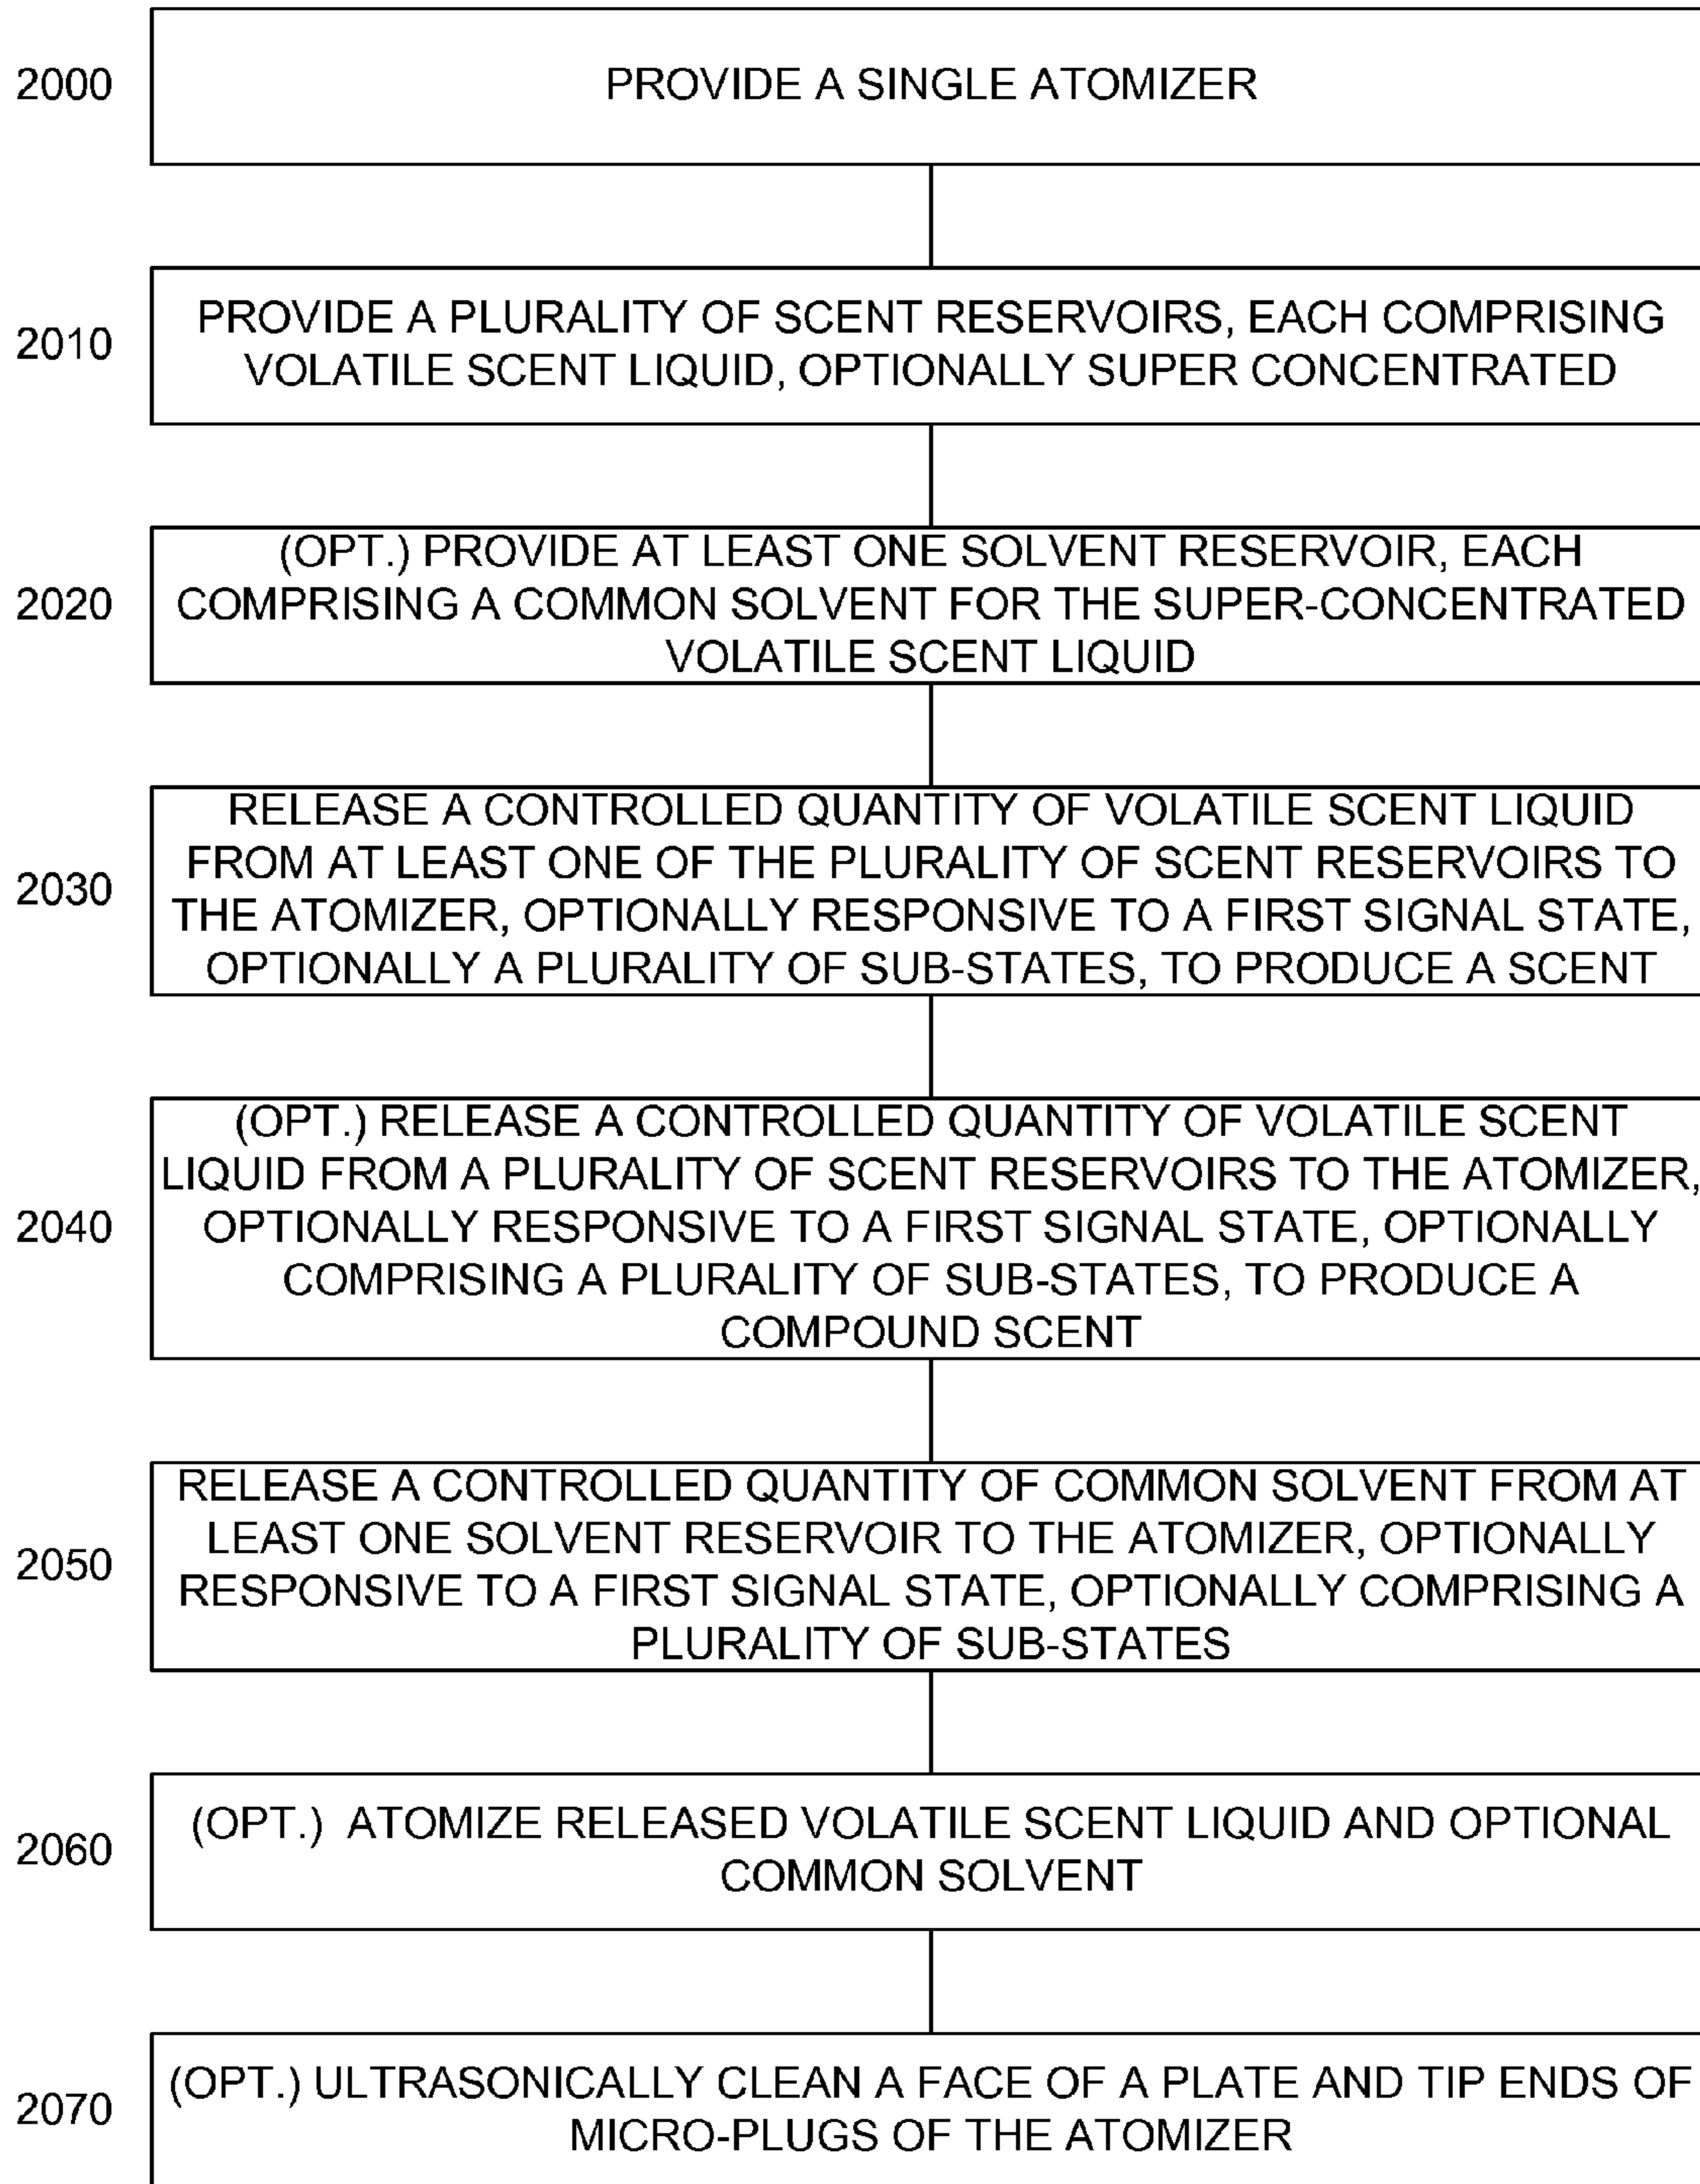 2000
PROVIDE A SINGLE ATOMIZER
2010
PROVIDE A PLURALITY OF SCENT RESERVOIRS, EACH COMPRISING
VOLATILE SCENT LIQUID, OPTIONALLY SUPER CONCENTRATED
2020
(OPT.) PROVIDE AT LEAST ONE SOLVENT RESERVOIR, EACH
COMPRISING A COMMON SOLVENT FOR THE SUPER-CONCENTRATED
VOLATILE SCENT LIQUID
2030
RELEASE A CONTROLLED QUANTITY OF VOLATILE SCENT LIQUID
FROM AT LEAST ONE OF THE PLURALITY OF SCENT RESERVOIRS TO
THE ATOMIZER, OPTIONALLY RESPONSIVE TO A FIRST SIGNAL STATE,
OPTIONALLY A PLURALITY OF SUB-STATES, TO PRODUCE A SCENT
2040
(OPT.) RELEASE A CONTROLLED QUANTITY OF VOLATILE SCENT
LIQUID FROM A PLURALITY OF SCENT RESERVOIRS TO THE ATOMIZER,
OPTIONALLY RESPONSIVE TO A FIRST SIGNAL STATE, OPTIONALLY
COMPRISING A PLURALITY OF SUB-STATES, TO PRODUCE A
COMPOUND SCENT
2050
RELEASE A CONTROLLED QUANTITY OF COMMON SOLVENT FROM AT
LEAST ONE SOLVENT RESERVOIR TO THE ATOMIZER, OPTIONALLY
RESPONSIVE TO A FIRST SIGNAL STATE, OPTIONALLY COMPRISING A
PLURALITY OF SUB-STATES
2060
(OPT.) ATOMIZE RELEASED VOLATILE SCENT LIQUID AND OPTIONAL
COMMON SOLVENT
2070
(OPT.) ULTRASONICALLY CLEAN A FACE OF A PLATE AND TIP ENDS OF
MICRO-PLUGS OF THE ATOMIZER